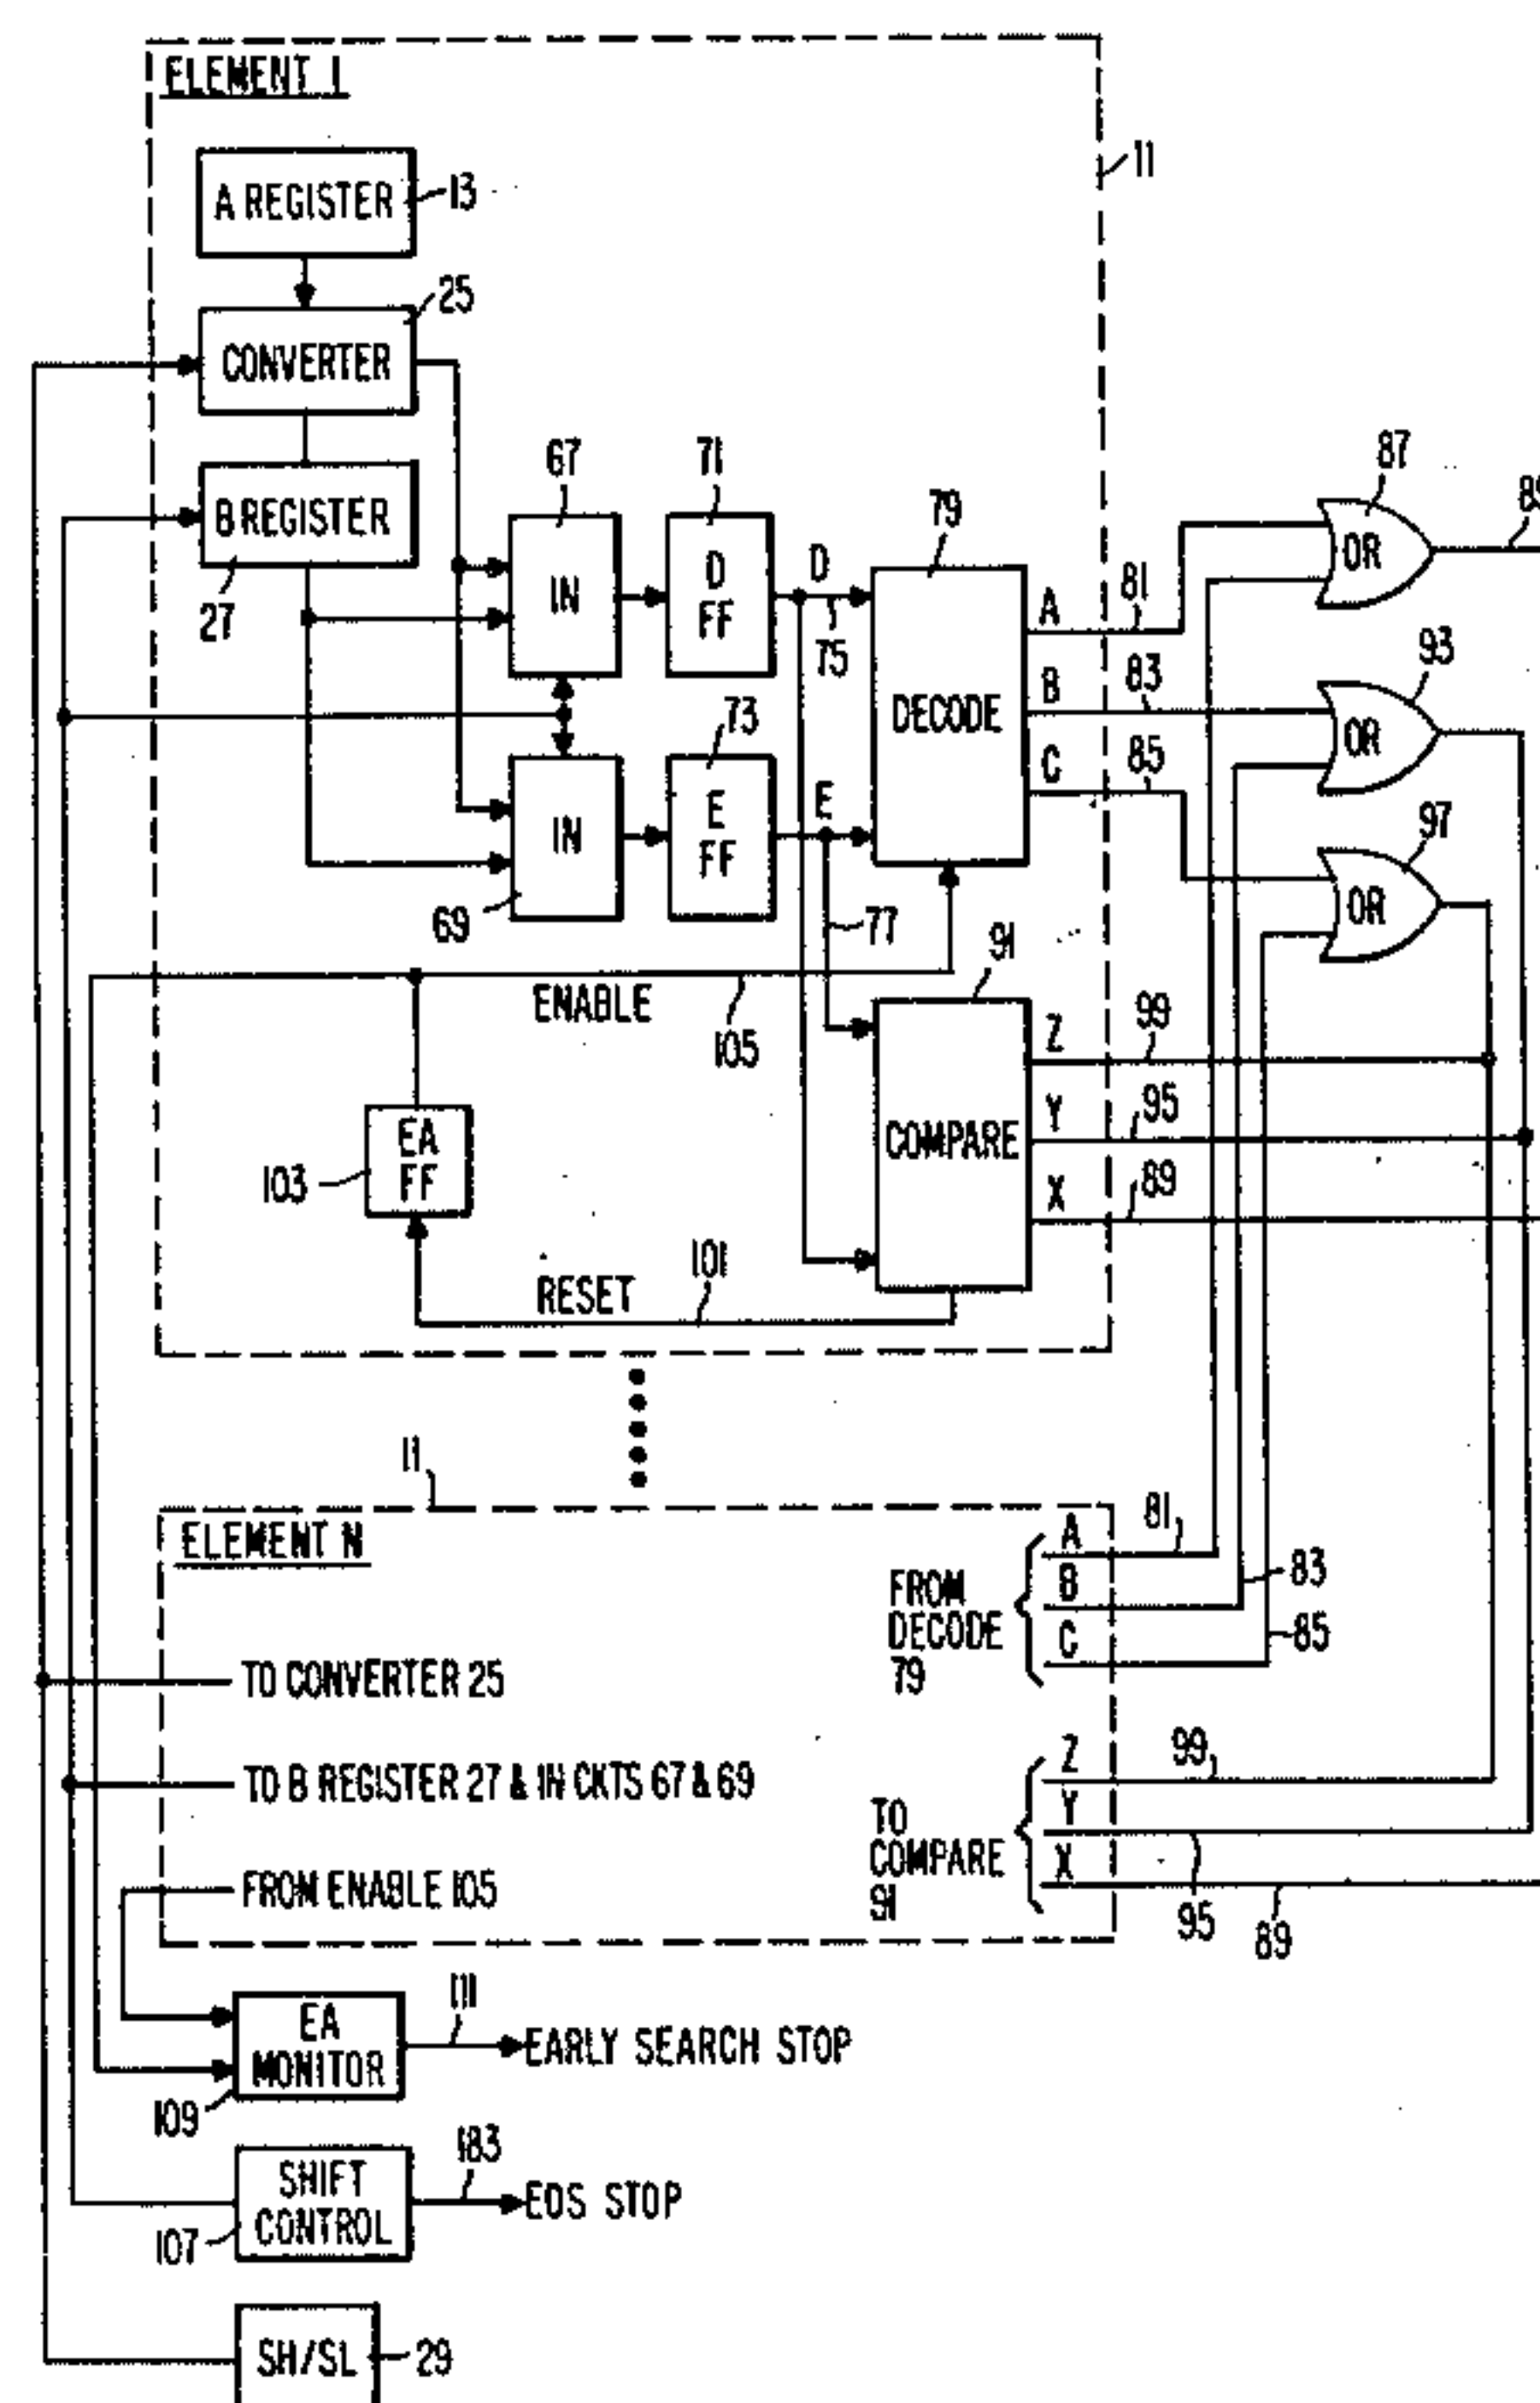 ELEMENT 1
11
A REGISTER
13
25
CONVERTER
B REGISTER
27
67
71
IN
D
FF
D
75
79
DECODE
A
81
B
83
C
85
87
OR
93
OR
97
OR
69
IN
73
E
FF
E
77
ENABLE
105
91
COMPARE
Z
99
Y
95
X
89
103
EA
FF
RESET
101
11
ELEMENT N
FROM
DECODE
79
A
81
B
83
C
85
TO CONVERTER 25
TO B REGISTER 27 & IN CKTS 67 & 69
FROM ENABLE 105
TO
COMPARE
91
Z
99
Y
95
X
89
EA
MONITOR
109
111
EARLY SEARCH STOP
SHIFT
CONTROL
107
183
EOS STOP
SH/SL
29